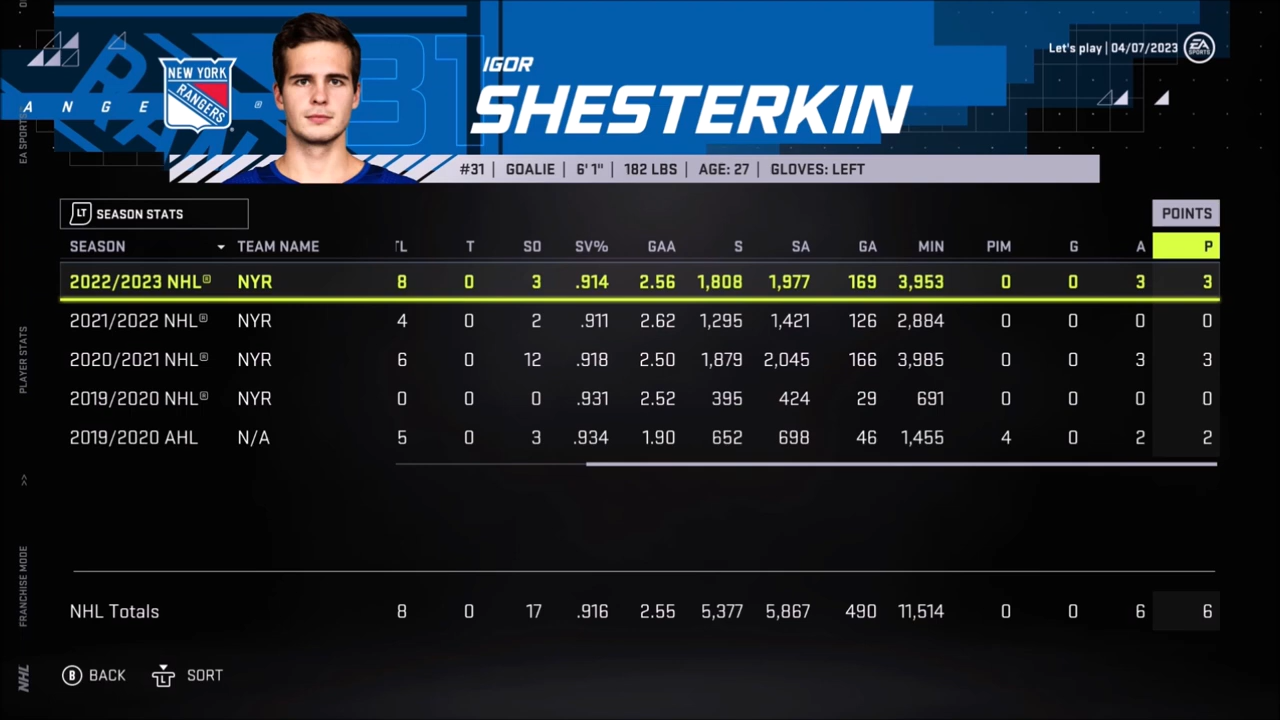 Let's play | 04/07/2023 EA SPORTS
IGOR
SHESTERKIN
NEW YORK
RANGERS
ANGE
31
#31 | GOALIE | 6' 1" | 182 LBS | AGE: 27 | GLOVES: LEFT
LT SEASON STATS
POINTS
SEASON TEAM NAME TL T SO SV% GAA S SA GA MIN PIM G A P
2022/2023 NHL® NYR 8 0 3 .914 2.56 1,808 1,977 169 3,953 0 0 3 3
2021/2022 NHL® NYR 4 0 2 .911 2.62 1,295 1,421 126 2,884 0 0 0 0
2020/2021 NHL® NYR 6 0 12 .918 2.50 1,879 2,045 166 3,985 0 0 3 3
2019/2020 NHL® NYR 0 0 0 .931 2.52 395 424 29 691 0 0 0 0
2019/2020 AHL N/A 5 0 3 .934 1.90 652 698 46 1,455 4 0 2 2
NHL Totals 8 0 17 .916 2.55 5,377 5,867 490 11,514 0 0 6 6
B BACK L SORT
EA SPORTS
PLAYER STATS
>>
FRANCHISE MODE
NHL